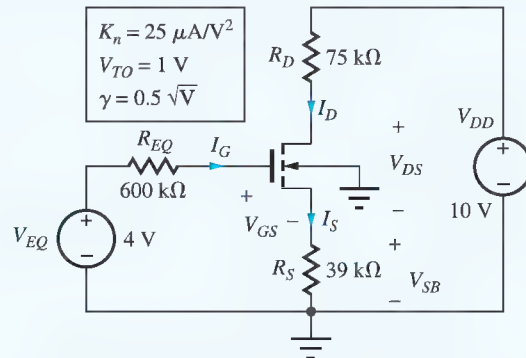 K_n = 25 μA/V²
V_TO = 1 V
γ = 0.5 √V
R_D
75 kΩ
I_D
R_EQ
I_G
600 kΩ
+
V_DS
−
V_DD
+
−
10 V
+
V_GS
−
I_S
V_EQ
+
−
4 V
R_S
39 kΩ
+
V_SB
−